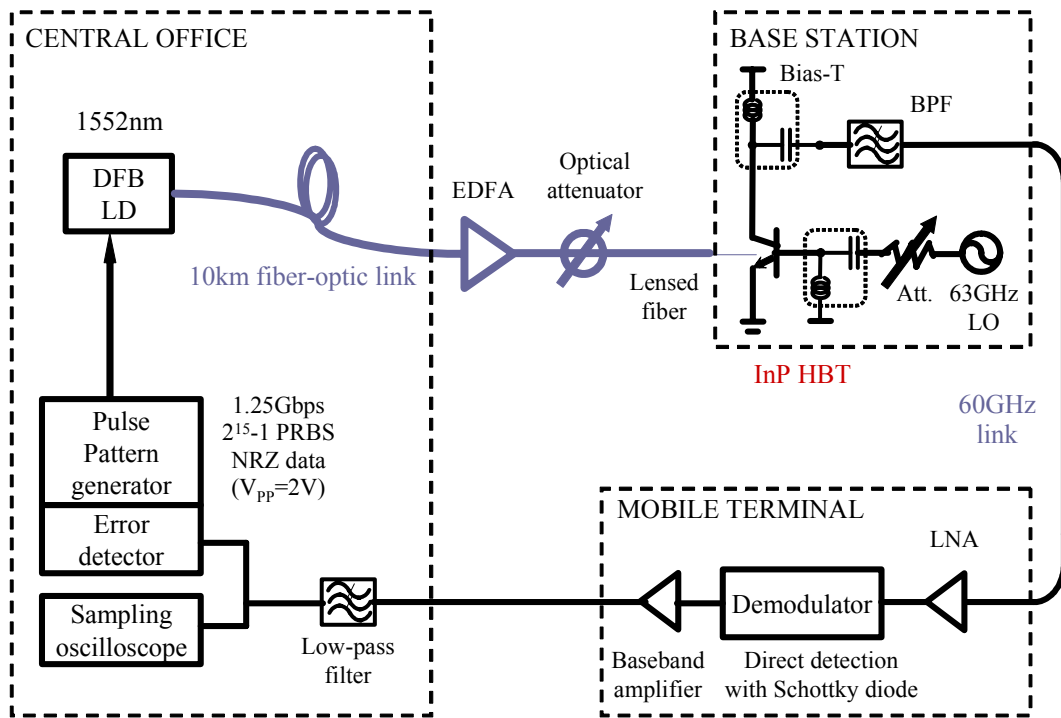 CENTRAL OFFICE
1552nm
DFB
LD
10km fiber-optic link
EDFA
Optical
attenuator
Lensed
fiber
BASE STATION
Bias-T
BPF
Att.
63GHz
LO
InP HBT
60GHz
link
Pulse
Pattern
generator
1.25Gbps
2¹⁵-1 PRBS
NRZ data
(V_PP=2V)
Error
detector
Sampling
oscilloscope
Low-pass
filter
MOBILE TERMINAL
LNA
Demodulator
Baseband
amplifier
Direct detection
with Schottky diode